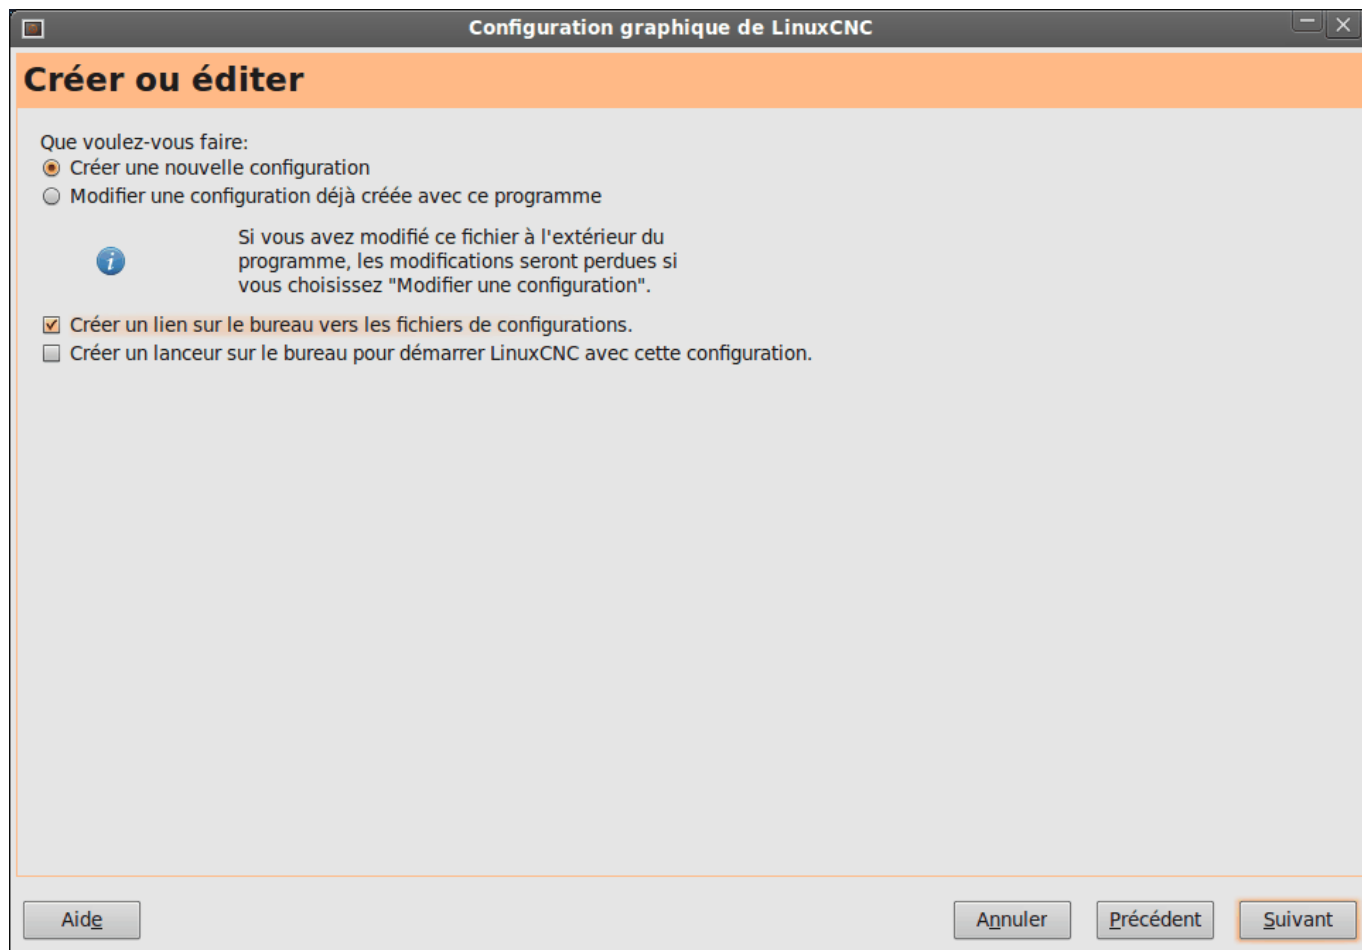 Configuration graphique de LinuxCNC
Créer ou éditer
Que voulez-vous faire:
Créer une nouvelle configuration
Modifier une configuration déjà créée avec ce programme
Si vous avez modifié ce fichier à l'extérieur du
programme, les modifications seront perdues si
vous choisissez "Modifier une configuration".
Créer un lien sur le bureau vers les fichiers de configurations.
Créer un lanceur sur le bureau pour démarrer LinuxCNC avec cette configuration.
Aide Annuler Précédent Suivant